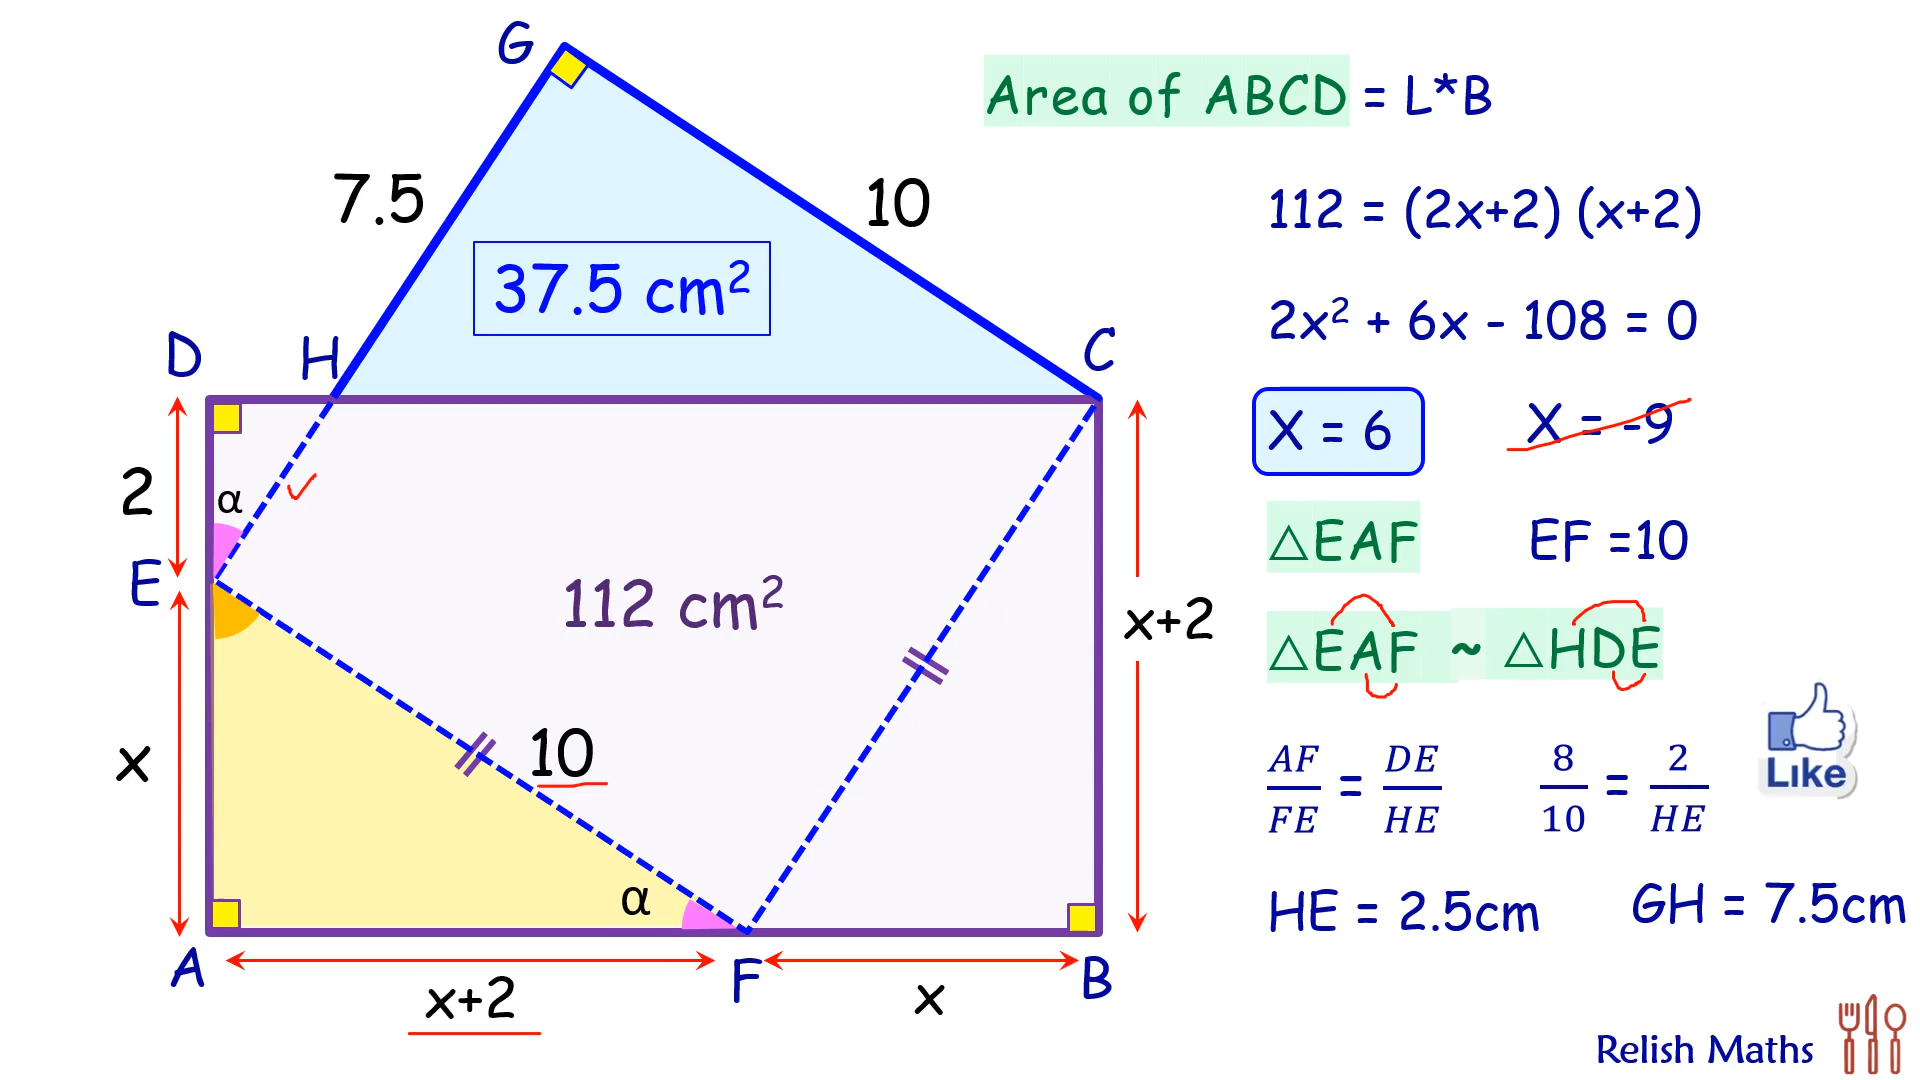 G
Area of ABCD = L*B
7.5
10
112 = (2x+2) (x+2)
37.5 cm²
2x² + 6x - 108 = 0
D
H
C
X = 6
X = -9
2
α
△EAF
EF =10
E
112 cm²
x+2
△EAF ~ △HDE
x
10
AF/FE = DE/HE
8/10 = 2/HE
Like
α
HE = 2.5cm
GH = 7.5cm
A
F
B
x+2
x
Relish Maths